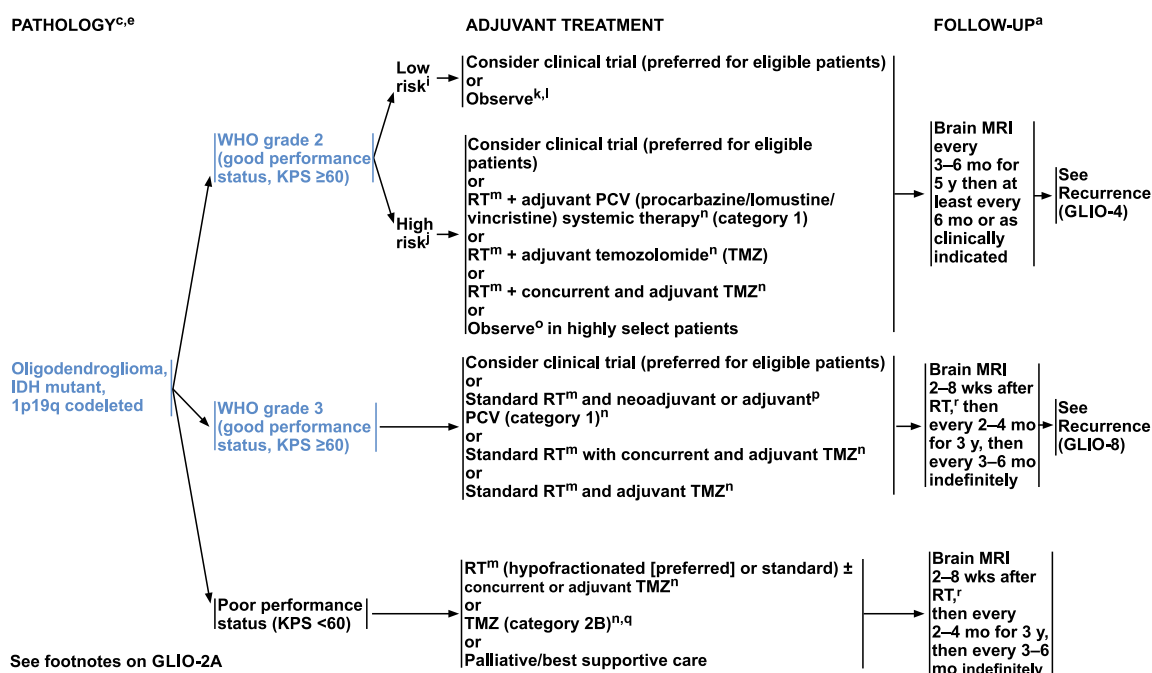 PATHOLOGYc,e
ADJUVANT TREATMENT
FOLLOW-UPa
Oligodendroglioma,
IDH mutant,
1p19q codeleted
WHO grade 2
(good performance
status, KPS ≥60)
Low
riski
Consider clinical trial (preferred for eligible patients)
or
Observek,l
High
riskj
Consider clinical trial (preferred for eligible
patients)
or
RTm + adjuvant PCV (procarbazine/lomustine/
vincristine) systemic therapyn (category 1)
or
RTm + adjuvant temozolomiden (TMZ)
or
RTm + concurrent and adjuvant TMZn
or
Observeo in highly select patients
Brain MRI
every
3–6 mo for
5 y then at
least every
6 mo or as
clinically
indicated
See
Recurrence
(GLIO-4)
WHO grade 3
(good performance
status, KPS ≥60)
Consider clinical trial (preferred for eligible patients)
or
Standard RTm and neoadjuvant or adjuvantp
PCV (category 1)n
or
Standard RTm with concurrent and adjuvant TMZn
or
Standard RTm and adjuvant TMZn
Brain MRI
2–8 wks after
RT,r then
every 2–4 mo
for 3 y, then
every 3–6 mo
indefinitely
See
Recurrence
(GLIO-8)
Poor performance
status (KPS <60)
RTm (hypofractionated [preferred] or standard) ±
concurrent or adjuvant TMZn
or
TMZ (category 2B)n,q
or
Palliative/best supportive care
Brain MRI
2–8 wks after
RT,r
then every
2–4 mo for 3 y,
then every 3–6
mo indefinitely
See footnotes on GLIO-2A